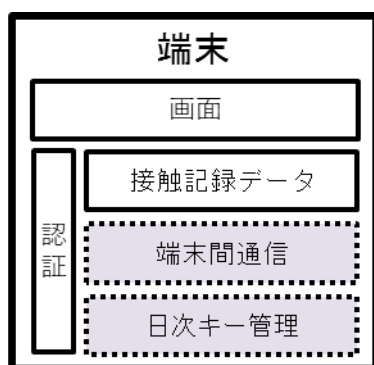 端末
画面
接触記録データ
認証
端末間通信
日次キー管理